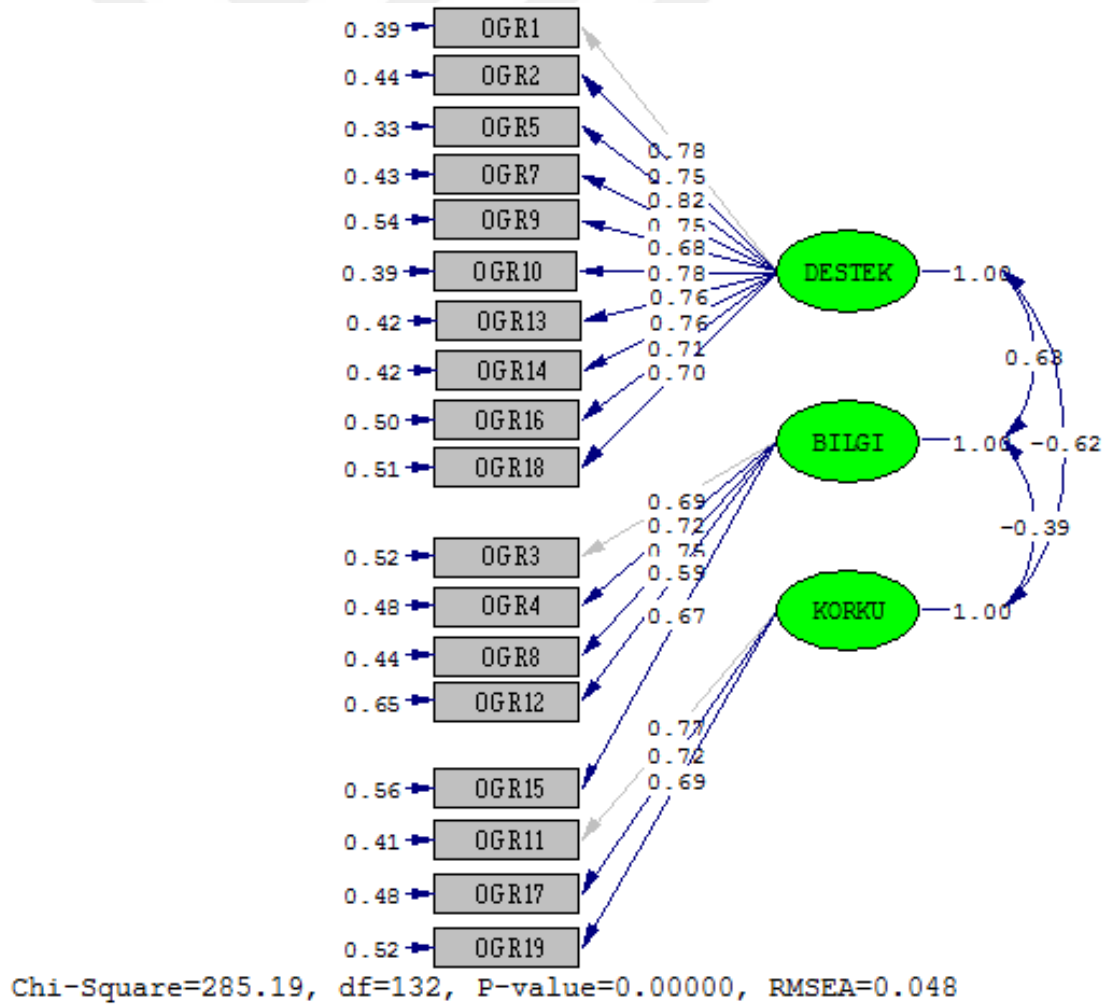 0.39 OGR1
0.44 OGR2
0.33 OGR5
0.43 OGR7
0.54 OGR9
0.39 OGR10
0.42 OGR13
0.42 OGR14
0.50 OGR16
0.51 OGR18
0.52 OGR3
0.48 OGR4
0.44 OGR8
0.65 OGR12
0.56 OGR15
0.41 OGR11
0.48 OGR17
0.52 OGR19
0.78
0.75
0.82
0.75
0.68
0.78
0.76
0.76
0.71
0.70
0.69
0.72
0.75
0.59
0.67
0.77
0.72
0.69
DESTEK 1.00
BILGI 1.00
KORKU 1.00
0.63
-0.62
-0.39
Chi-Square=285.19, df=132, P-value=0.00000, RMSEA=0.048